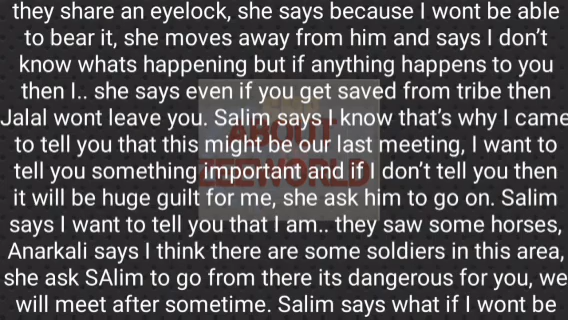 they share an eyelock, she says because I wont be able
to bear it, she moves away from him and says I don't
know whats happening but if anything happens to you
then I.. she says even if you get saved from tribe then
Jalal wont leave you. Salim says I know that's why I came
to tell you that this might be our last meeting, I want to
tell you something important and if I don't tell you then
it will be huge guilt for me, she ask him to go on. Salim
says I want to tell you that I am.. they saw some horses,
Anarkali says I think there are some soldiers in this area,
she ask SAlim to go from there its dangerous for you, we
will meet after sometime. Salim says what if I wont be
ABOUT